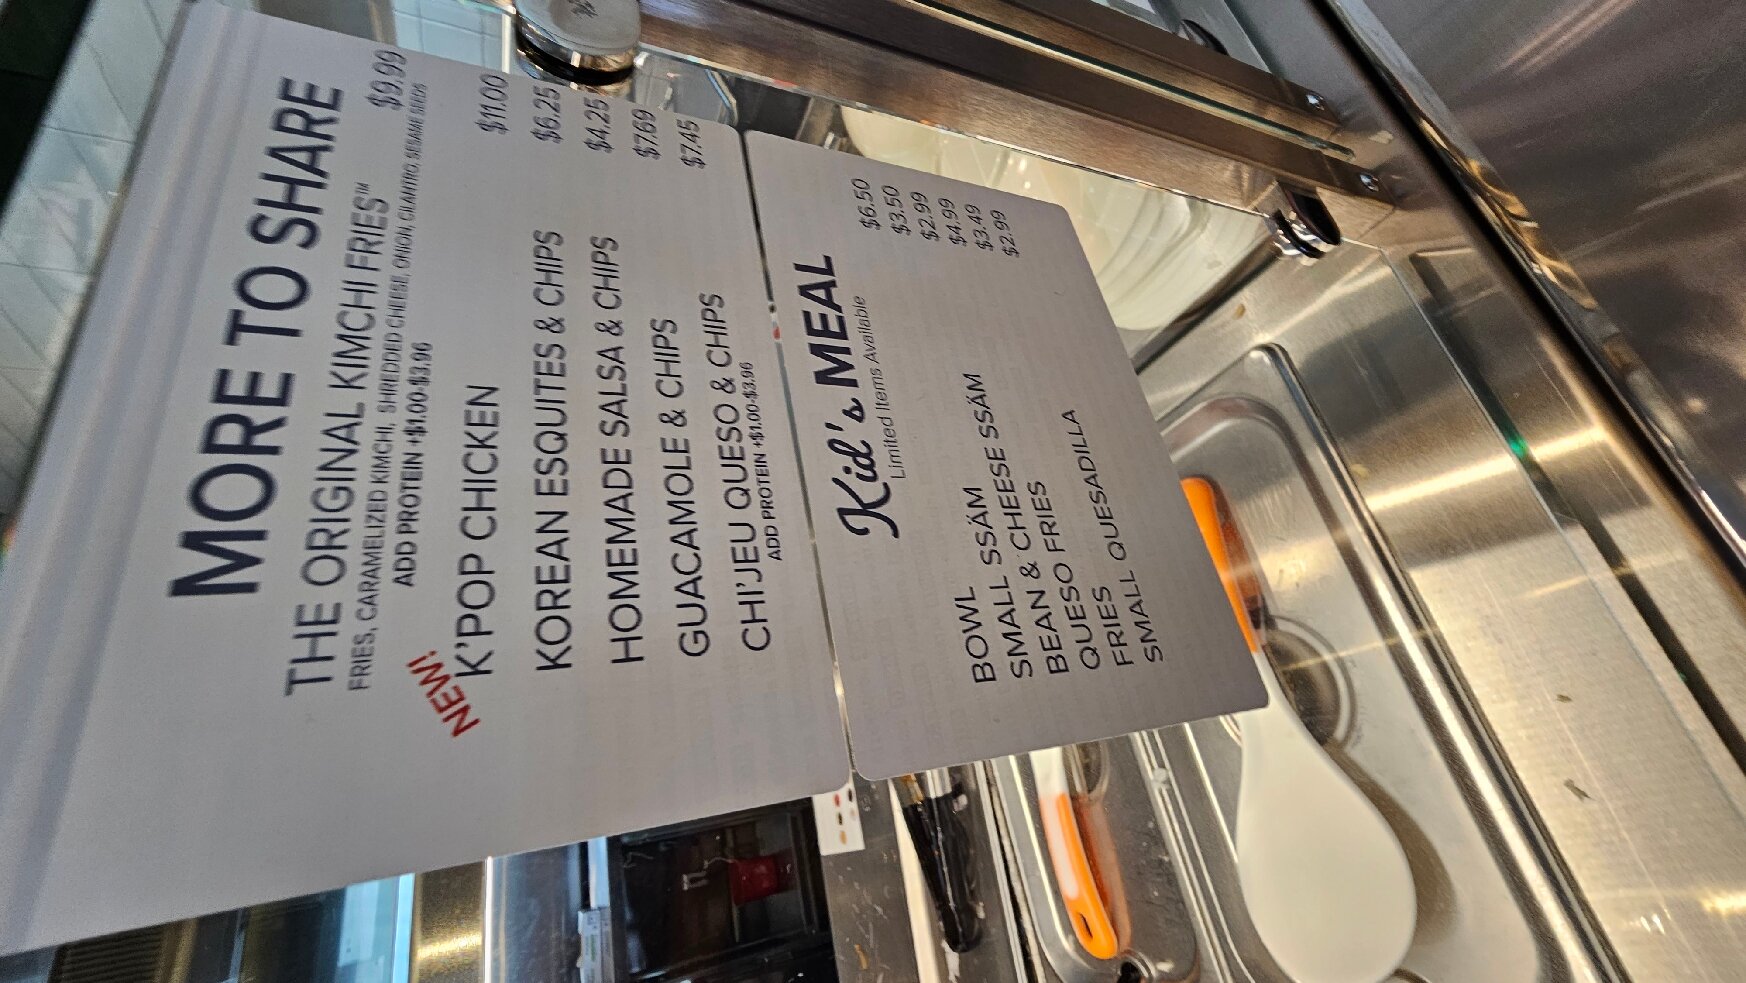 MORE TO SHARE
THE ORIGINAL KIMCHI FRIES™ $9.99
FRIES, CARAMELIZED KIMCHI, SHREDDED CHEESE, ONION, CILANTRO, SESAME SEEDS
ADD PROTEIN +$1.00-$3.96
NEW!
K'POP CHICKEN $11.00
KOREAN ESQUITES & CHIPS $6.25
HOMEMADE SALSA & CHIPS $4.25
GUACAMOLE & CHIPS $7.69
CHI'JEU QUESO & CHIPS $7.45
ADD PROTEIN +$1.00-$3.96
Kid's MEAL
Limited Items Available
BOWL $6.50
SMALL SSÄM $3.50
SMALL CHEESE SSÄM $2.99
BEAN & QUESO FRIES $4.99
FRIES $3.49
SMALL QUESADILLA $2.99